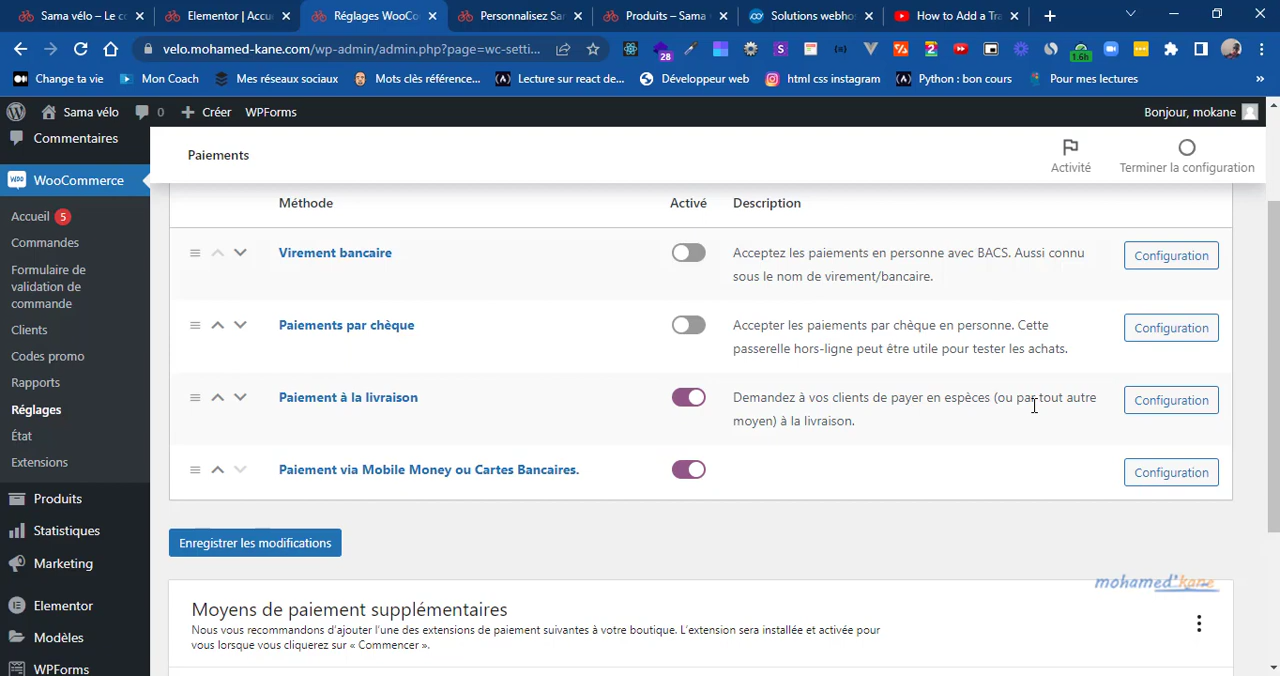 Sama vélo – Le c
Elementor | Accu
Réglages WooCo
Personnalisez Sa
Produits – Sama
Solutions webho
How to Add a Tra
velo.mohamed-kane.com/wp-admin/admin.php?page=wc-setti...
28
1.6h
Change ta vie
Mon Coach
Mes réseaux sociaux
Mots clés référence...
Lecture sur react de...
Développeur web
html css instagram
Python : bon cours
Pour mes lectures
»
Sama vélo
0
Créer
WPForms
Bonjour, mokane
Commentaires
WooCommerce
Accueil 5
Commandes
Formulaire de
validation de
commande
Clients
Codes promo
Rapports
Réglages
État
Extensions
Produits
Statistiques
Marketing
Elementor
Modèles
WPForms
Paiements
Activité
Terminer la configuration
Méthode
Activé
Description
Virement bancaire
Acceptez les paiements en personne avec BACS. Aussi connu
sous le nom de virement/bancaire.
Configuration
Paiements par chèque
Accepter les paiements par chèque en personne. Cette
passerelle hors-ligne peut être utile pour tester les achats.
Configuration
Paiement à la livraison
Demandez à vos clients de payer en espèces (ou par tout autre
moyen) à la livraison.
Configuration
Paiement via Mobile Money ou Cartes Bancaires.
Configuration
Enregistrer les modifications
mohamed'kane
Moyens de paiement supplémentaires
Nous vous recommandons d'ajouter l'une des extensions de paiement suivantes à votre boutique. L'extension sera installée et activée pour
vous lorsque vous cliquerez sur « Commencer ».